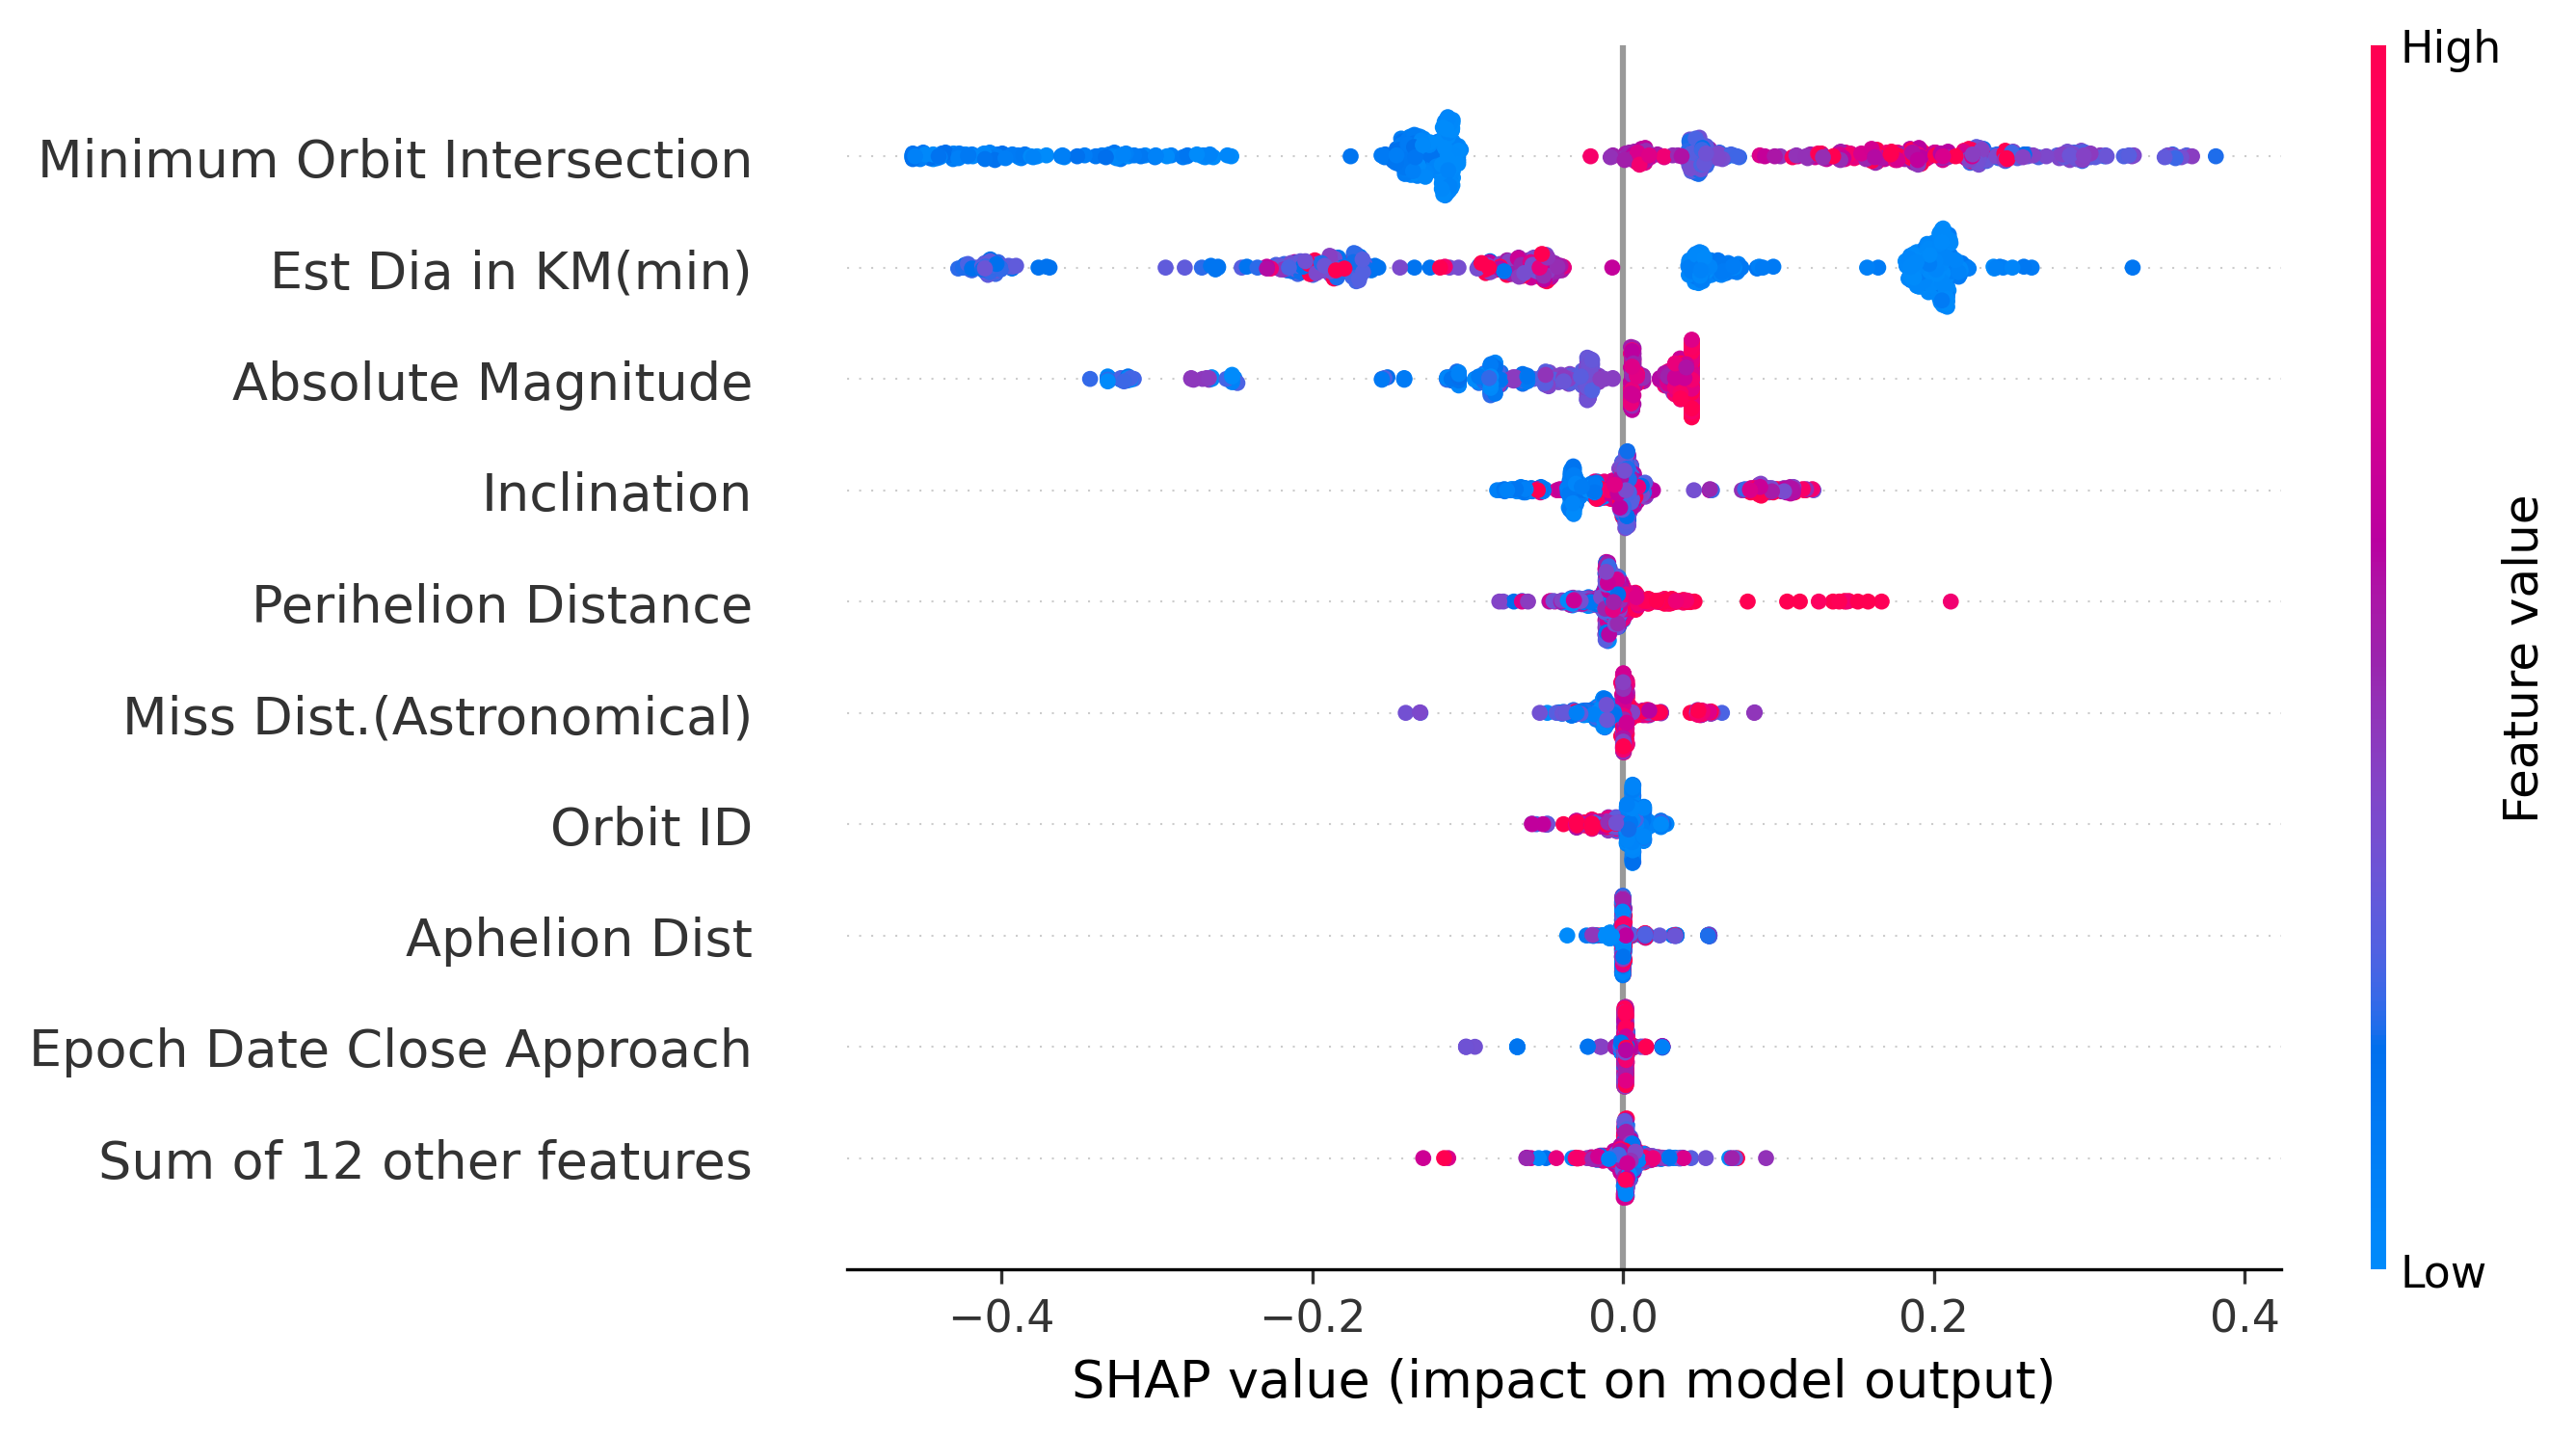 High
Minimum Orbit Intersection
Est Dia in KM(min)
Absolute Magnitude
Inclination
Perihelion Distance
Miss Dist.(Astronomical)
Orbit ID
Aphelion Dist
Epoch Date Close Approach
Sum of 12 other features
Feature value
Low
−0.4 −0.2 0.0 0.2 0.4
SHAP value (impact on model output)